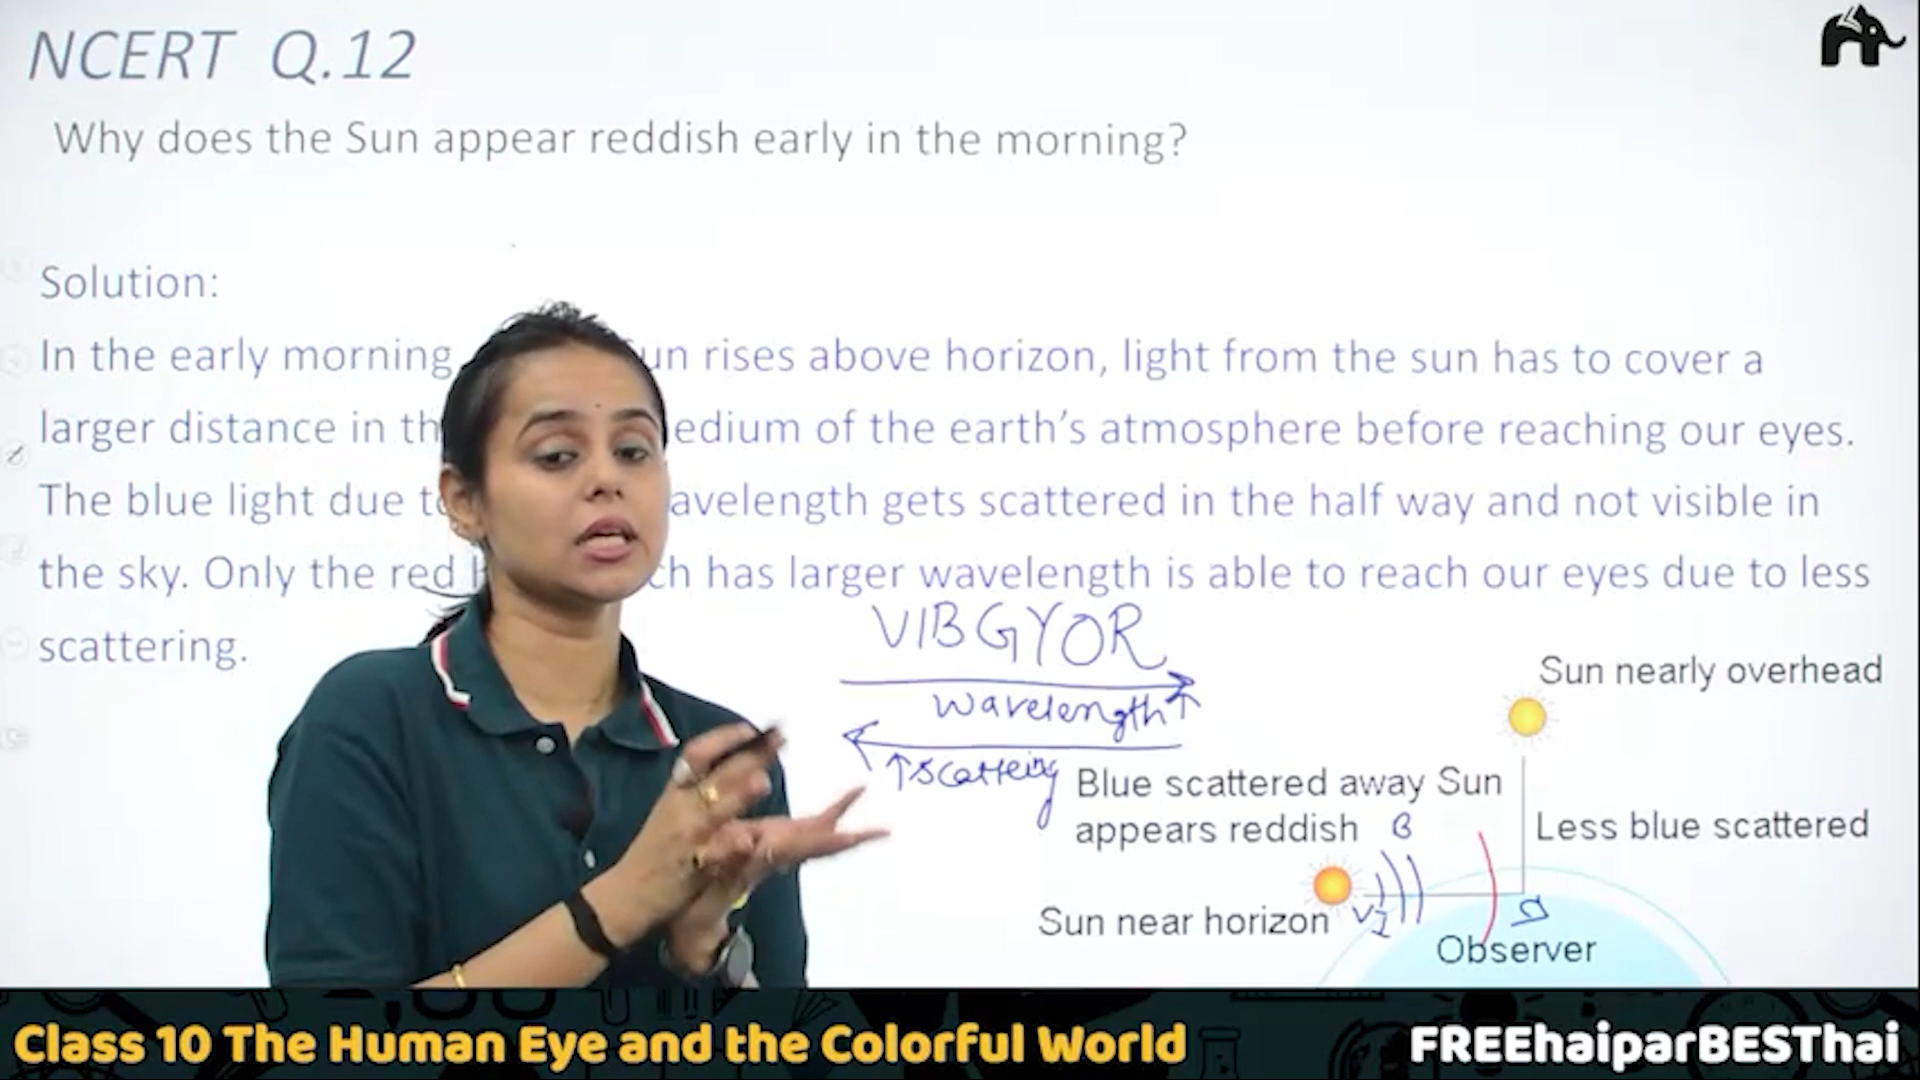 NCERT Q.12
Why does the Sun appear reddish early in the morning?
Solution:
In the early morning un rises above horizon, light from the sun has to cover a
larger distance in th edium of the earth's atmosphere before reaching our eyes.
The blue light due t avelength gets scattered in the half way and not visible in
the sky. Only the red ch has larger wavelength is able to reach our eyes due to less
scattering.
VIBGYOR
wavelength↑
↑scattering
Sun nearly overhead
Blue scattered away Sun
appears reddish B
Less blue scattered
Sun near horizon V I
Observer
Class 10 The Human Eye and the Colorful World
FREEhaiparBESThai